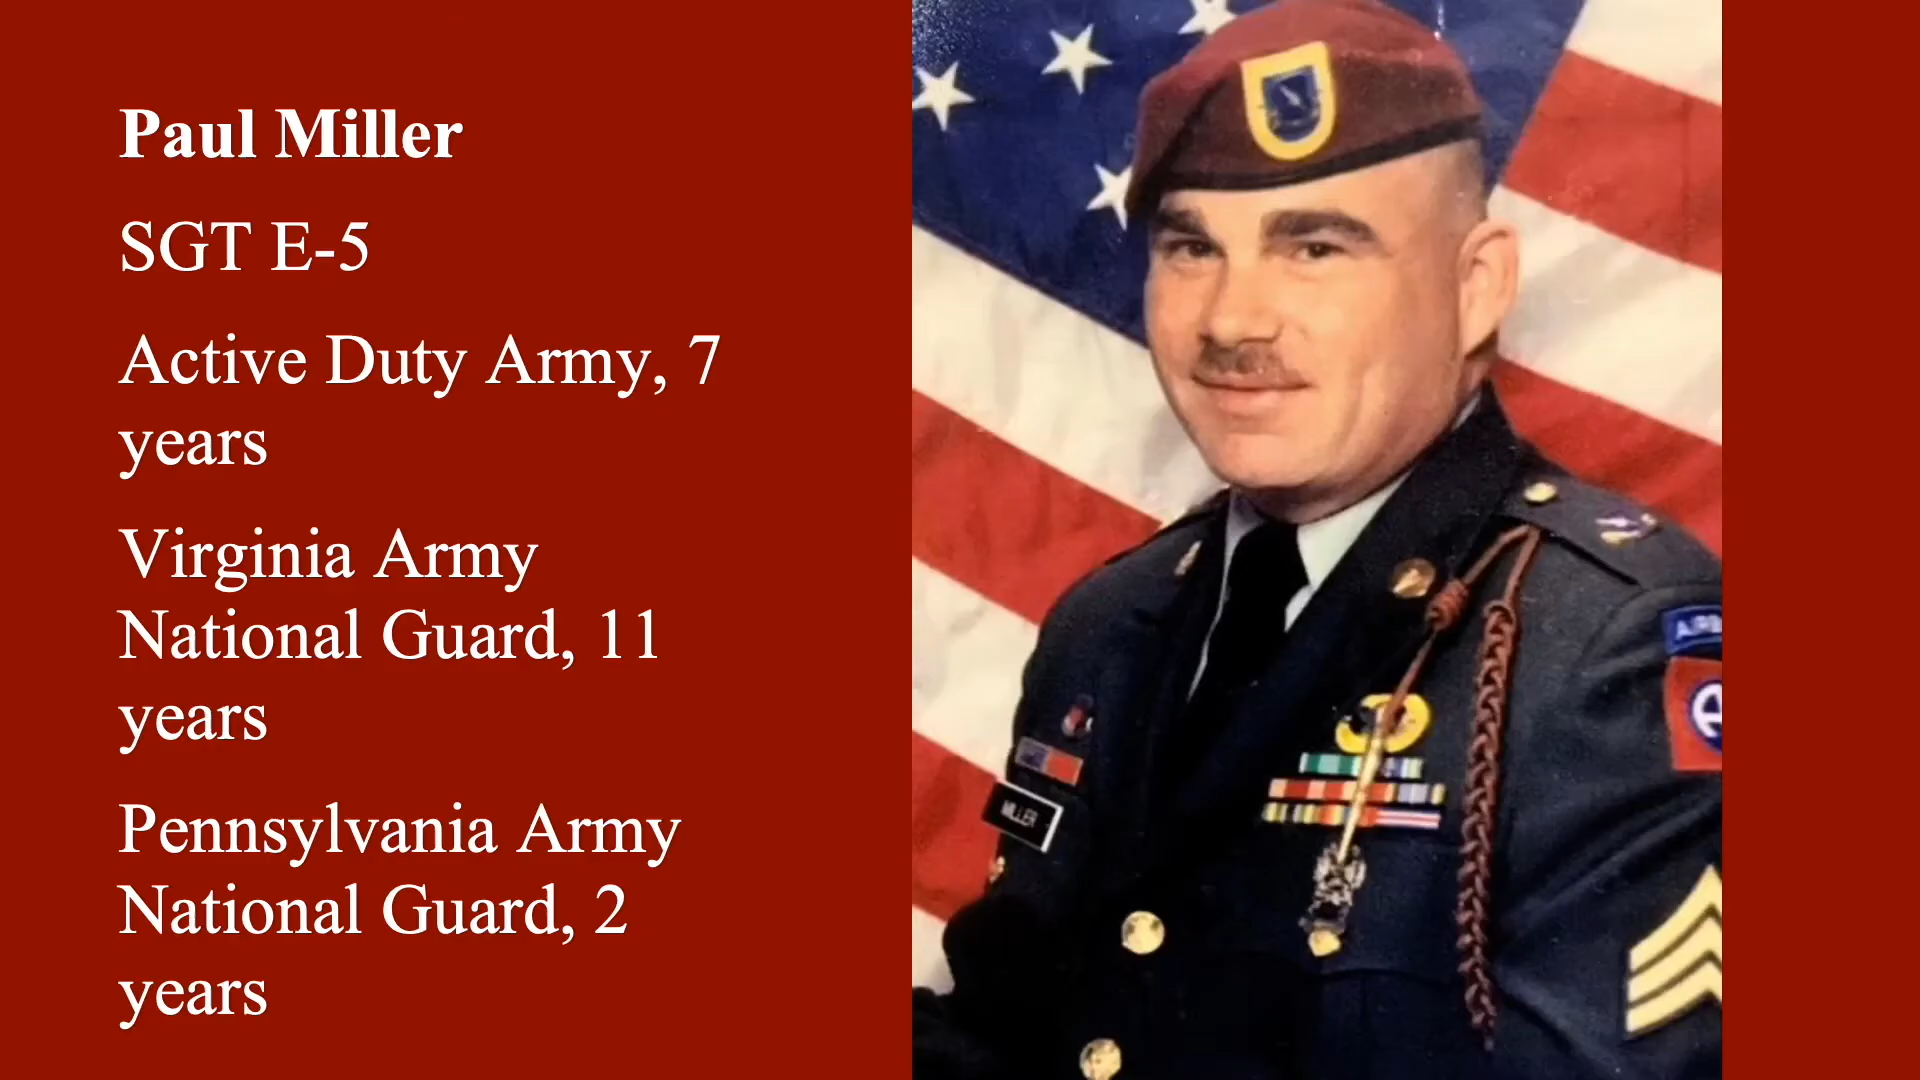 Paul Miller
SGT E-5
Active Duty Army, 7
years
Virginia Army
National Guard, 11
years
Pennsylvania Army
National Guard, 2
years
MILLER